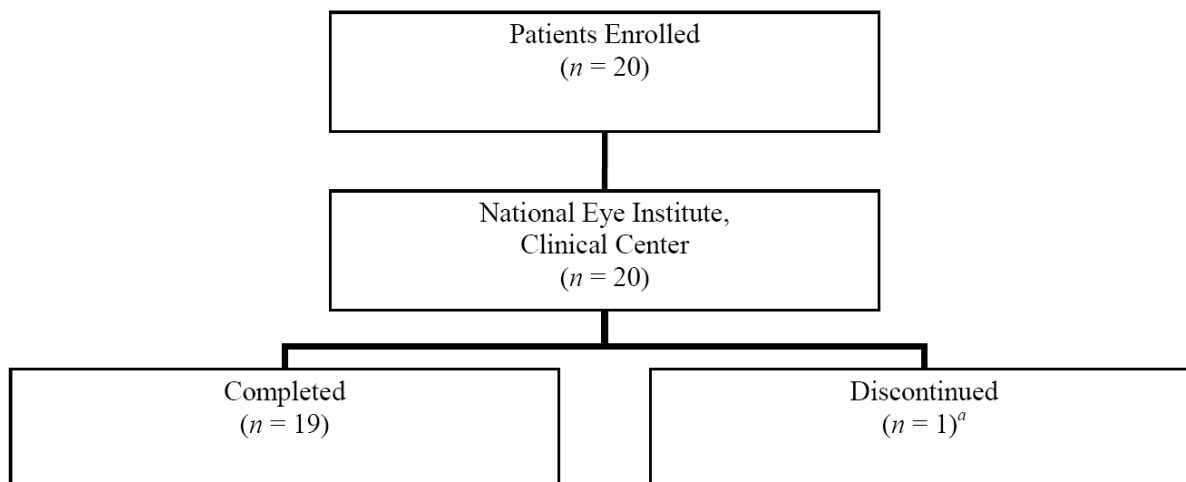 Patients Enrolled
(n = 20)
National Eye Institute,
Clinical Center
(n = 20)
Completed
(n = 19)
Discontinued
(n = 1)a